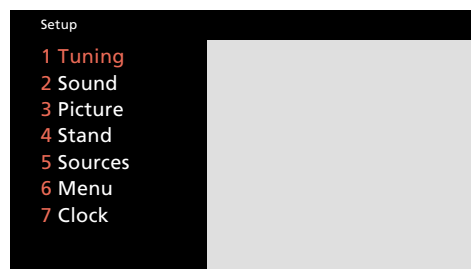 Setup
1 Tuning
2 Sound
3 Picture
4 Stand
5 Sources
6 Menu
7 Clock